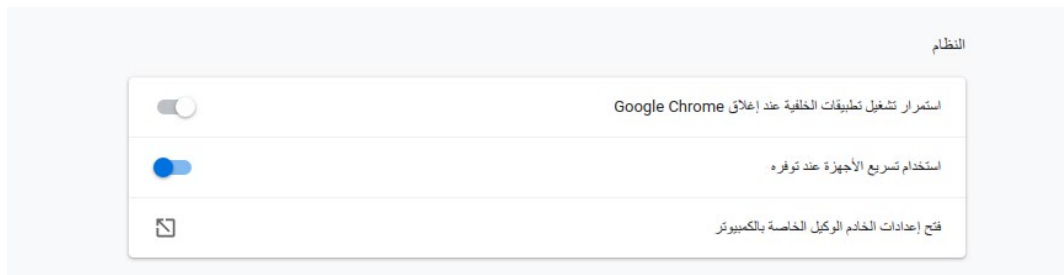 النظام
استمرار تشغيل تطبيقات الخلفية عند إغلاق Google Chrome
استخدام تسريع الأجهزة عند توفره
فتح إعدادات الخادم الوكيل الخاصة بالكمبيوتر